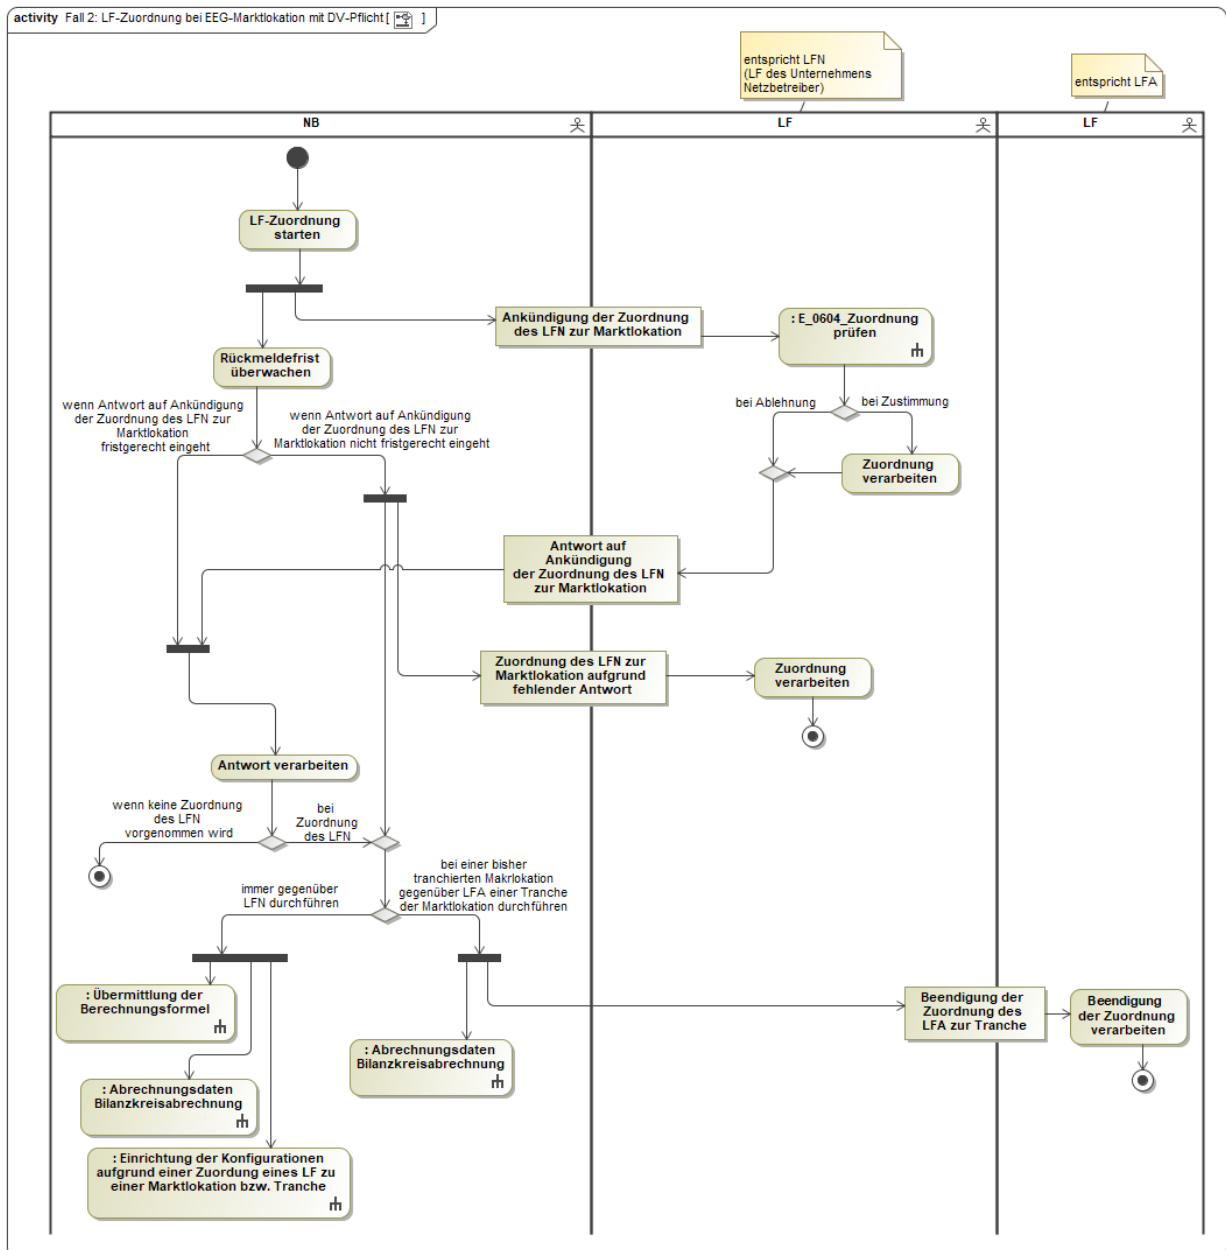 activity Fall 2: LF-Zuordnung bei EEG-Marktlokation mit DV-Pflicht [ ]
entspricht LFN
(LF des Unternehmens
Netzbetreiber)
entspricht LFA
NB
LF
LF
LF-Zuordnung
starten
Ankündigung der Zuordnung
des LFN zur Marktlokation
: E_0604_Zuordnung
prüfen
Rückmeldefrist
überwachen
wenn Antwort auf Ankündigung
der Zuordnung des LFN zur
Marktlokation
fristgerecht eingeht
wenn Antwort auf Ankündigung
der Zuordnung des LFN zur
Marktlokation nicht fristgerecht eingeht
bei Ablehnung
bei Zustimmung
Zuordnung
verarbeiten
Antwort auf
Ankündigung
der Zuordnung des LFN
zur Marktlokation
Zuordnung des LFN zur
Marktlokation aufgrund
fehlender Antwort
Zuordnung
verarbeiten
Antwort verarbeiten
wenn keine Zuordnung
des LFN
vorgenommen wird
bei
Zuordnung
des LFN
immer gegenüber
LFN durchführen
bei einer bisher
tranchierten Makrlokation
gegenüber LFA einer Tranche
der Marktlokation durchführen
: Übermittlung der
Berechnungsformel
Beendigung der
Zuordnung des
LFA zur Tranche
Beendigung
der Zuordnung
verarbeiten
: Abrechnungsdaten
Bilanzkreisabrechnung
: Abrechnungsdaten
Bilanzkreisabrechnung
: Einrichtung der Konfigurationen
aufgrund einer Zuordung eines LF zu
einer Marktlokation bzw. Tranche